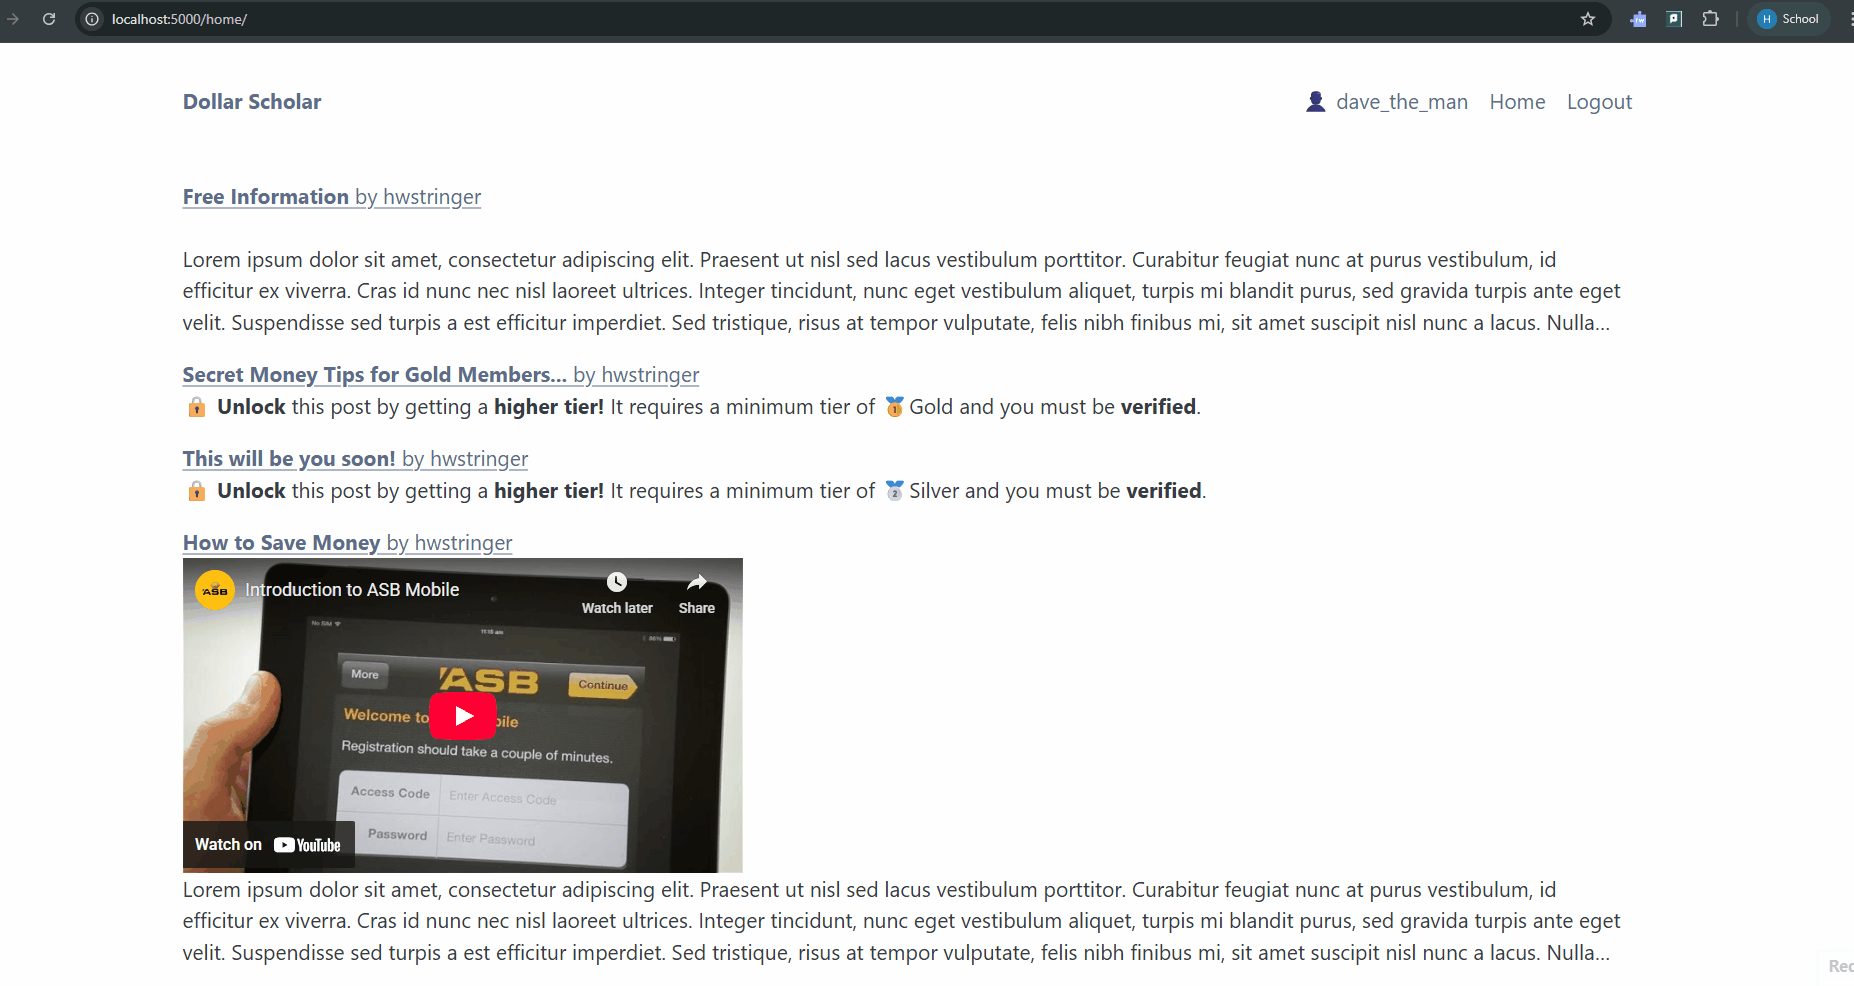 localhost:5000/home/
H School
Dollar Scholar
dave_the_man Home Logout
Free Information by hwstringer
Lorem ipsum dolor sit amet, consectetur adipiscing elit. Praesent ut nisl sed lacus vestibulum porttitor. Curabitur feugiat nunc at purus vestibulum, id
efficitur ex viverra. Cras id nunc nec nisl laoreet ultrices. Integer tincidunt, nunc eget vestibulum aliquet, turpis mi blandit purus, sed gravida turpis ante eget
velit. Suspendisse sed turpis a est efficitur imperdiet. Sed tristique, risus at tempor vulputate, felis nibh finibus mi, sit amet suscipit nisl nunc a lacus. Nulla...
Secret Money Tips for Gold Members... by hwstringer
🔒 Unlock this post by getting a higher tier! It requires a minimum tier of 🥇Gold and you must be verified.
This will be you soon! by hwstringer
🔒 Unlock this post by getting a higher tier! It requires a minimum tier of 🥈Silver and you must be verified.
How to Save Money by hwstringer
ASB Introduction to ASB Mobile
Watch later Share
No SIM 11:15 am 86%
More ASB Continue
Welcome to bile
Registration should take a couple of minutes.
Access Code Enter Access Code
Password Enter Password
Watch on YouTube
Lorem ipsum dolor sit amet, consectetur adipiscing elit. Praesent ut nisl sed lacus vestibulum porttitor. Curabitur feugiat nunc at purus vestibulum, id
efficitur ex viverra. Cras id nunc nec nisl laoreet ultrices. Integer tincidunt, nunc eget vestibulum aliquet, turpis mi blandit purus, sed gravida turpis ante eget
velit. Suspendisse sed turpis a est efficitur imperdiet. Sed tristique, risus at tempor vulputate, felis nibh finibus mi, sit amet suscipit nisl nunc a lacus. Nulla...